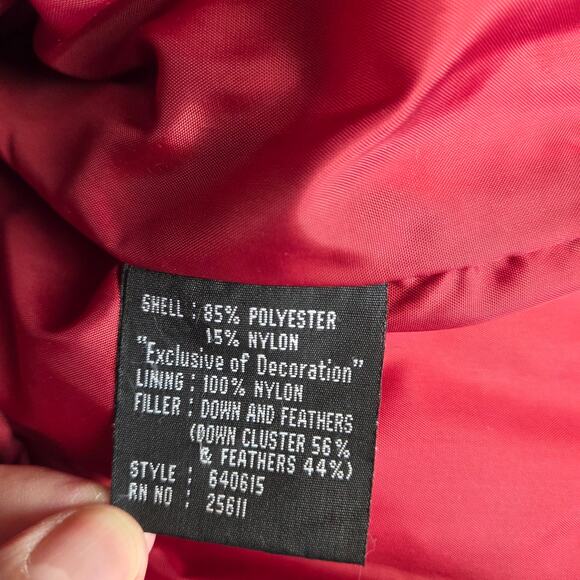 SHELL : 85% POLYESTER
15% NYLON
"Exclusive of Decoration"
LINING : 100% NYLON
FILLER : DOWN AND FEATHERS
(DOWN CLUSTER 56%
& FEATHERS 44%)
STYLE : 640615
RN NO : 25611